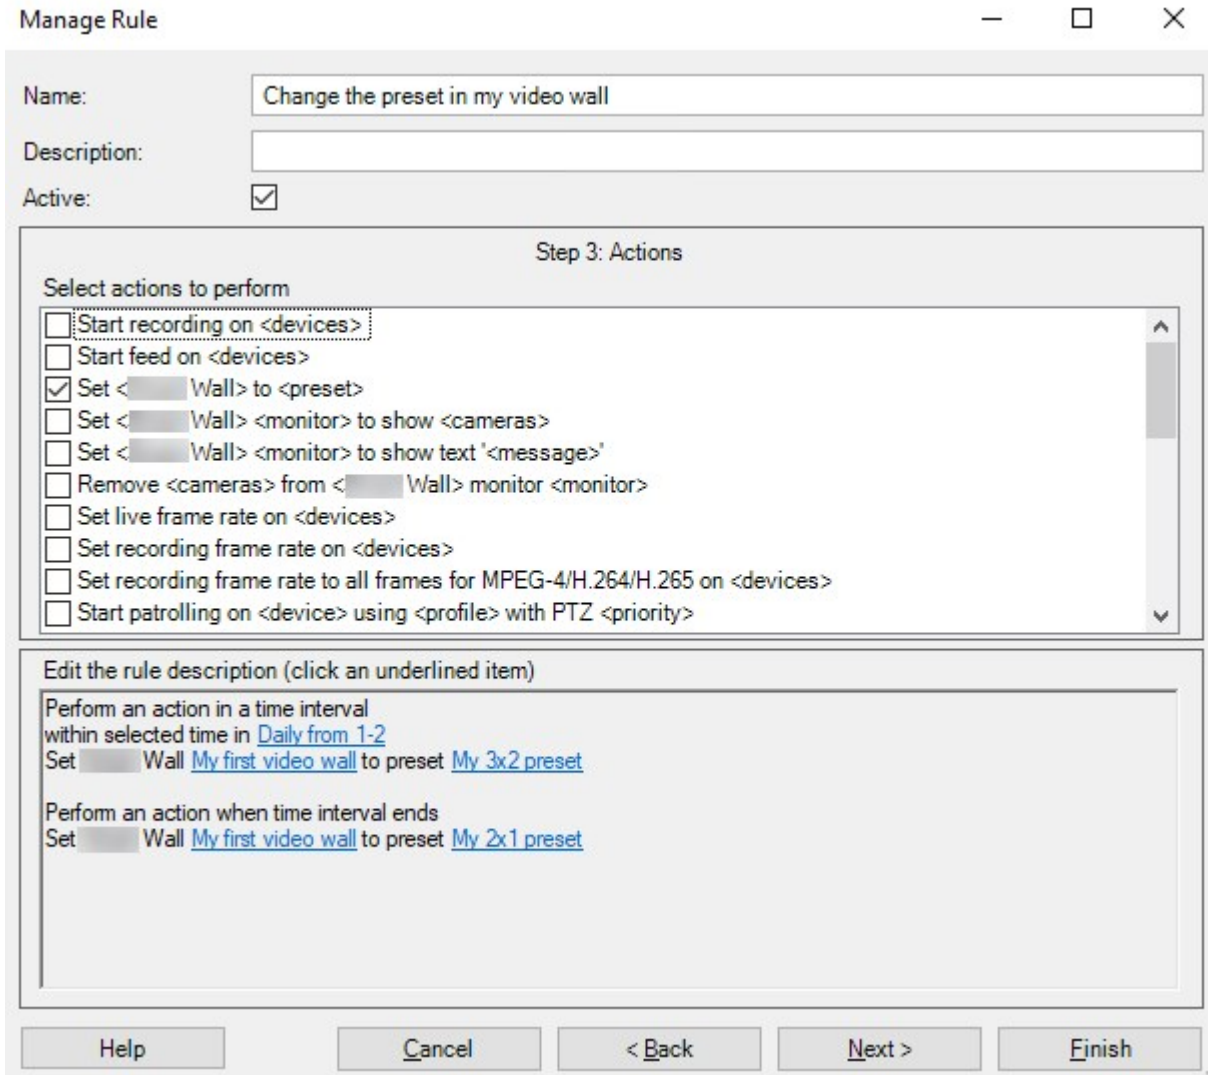 Manage Rule
Name: Change the preset in my video wall
Description:
Active:
Step 3: Actions
Select actions to perform
Start recording on <devices>
Start feed on <devices>
Set < Wall> to <preset>
Set < Wall> <monitor> to show <cameras>
Set < Wall> <monitor> to show text '<message>'
Remove <cameras> from < Wall> monitor <monitor>
Set live frame rate on <devices>
Set recording frame rate on <devices>
Set recording frame rate to all frames for MPEG-4/H.264/H.265 on <devices>
Start patrolling on <device> using <profile> with PTZ <priority>
Edit the rule description (click an underlined item)
Perform an action in a time interval
within selected time in Daily from 1-2
Set Wall My first video wall to preset My 3x2 preset
Perform an action when time interval ends
Set Wall My first video wall to preset My 2x1 preset
Help Cancel < Back Next > Finish